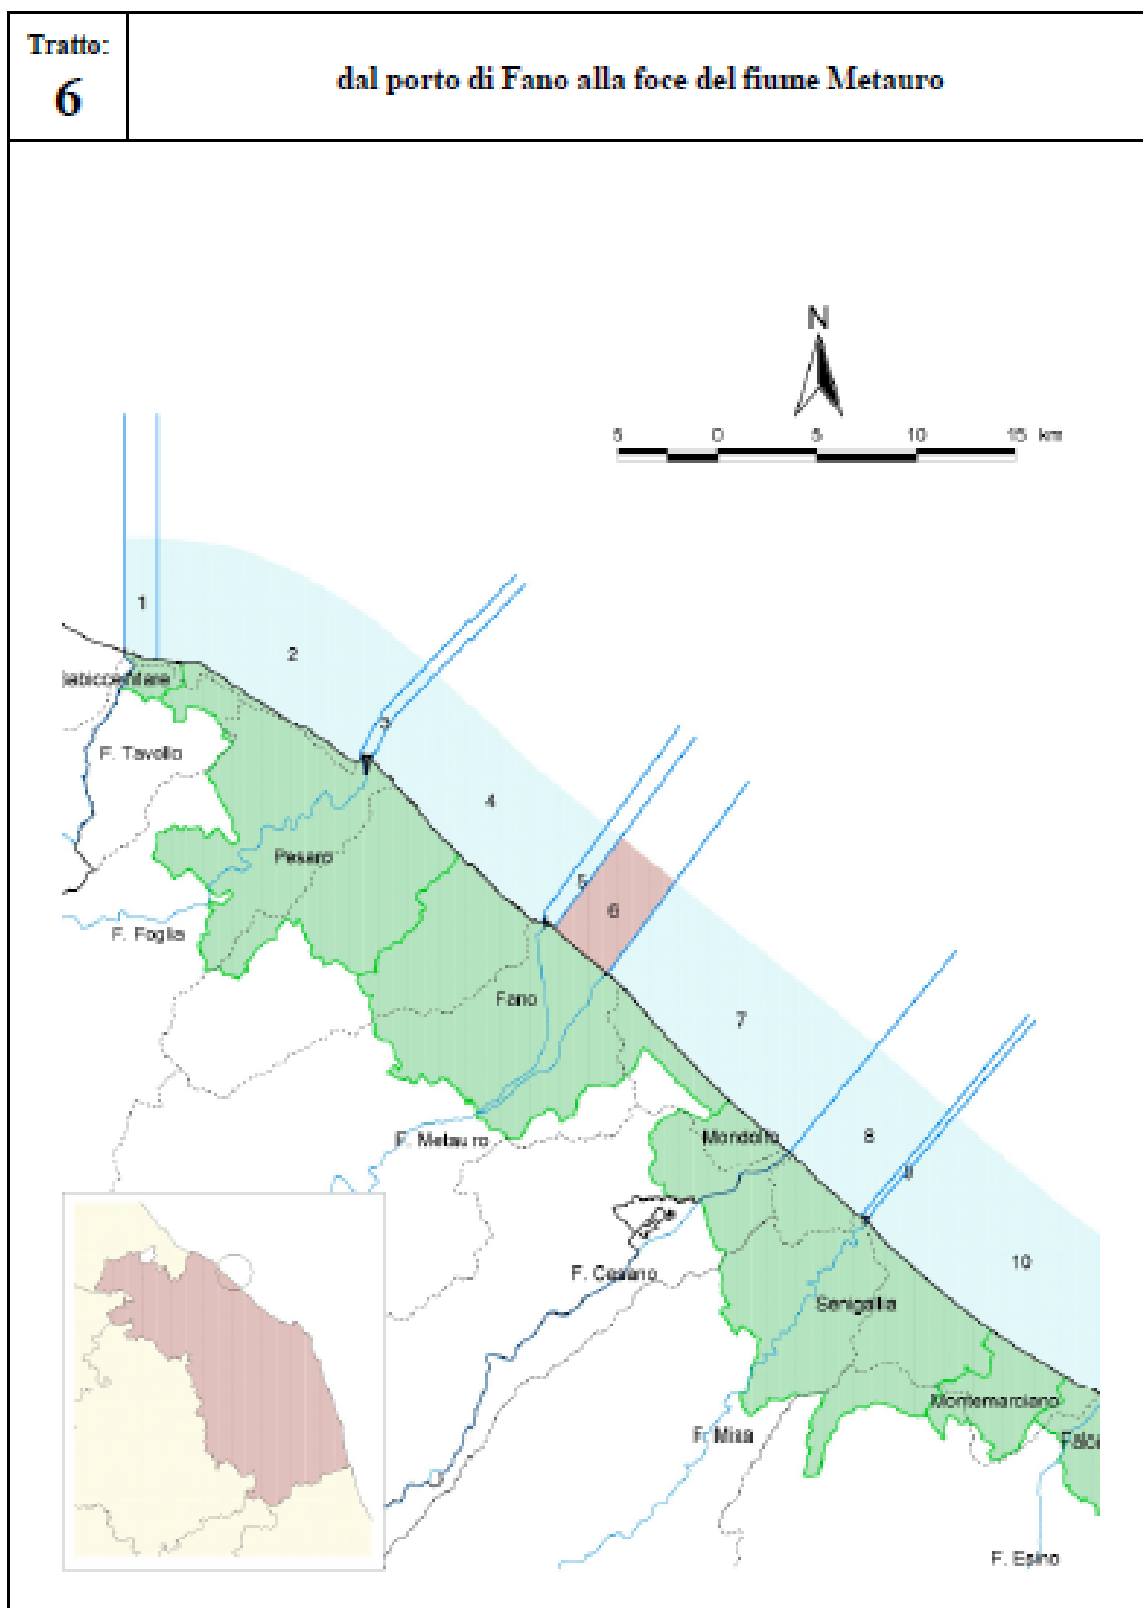 Tratto:
6
dal porto di Fano alla foce del fiume Metauro
N
5 0 5 10 15 km
1
2
3
4
5
6
7
8
9
10
F. Tavollo
Pesaro
F. Foglia
Fano
F. Metauro
Mondolfo
F. Cesano
Senigallia
Montemarciano
F. Misa
Falco
F. Esino